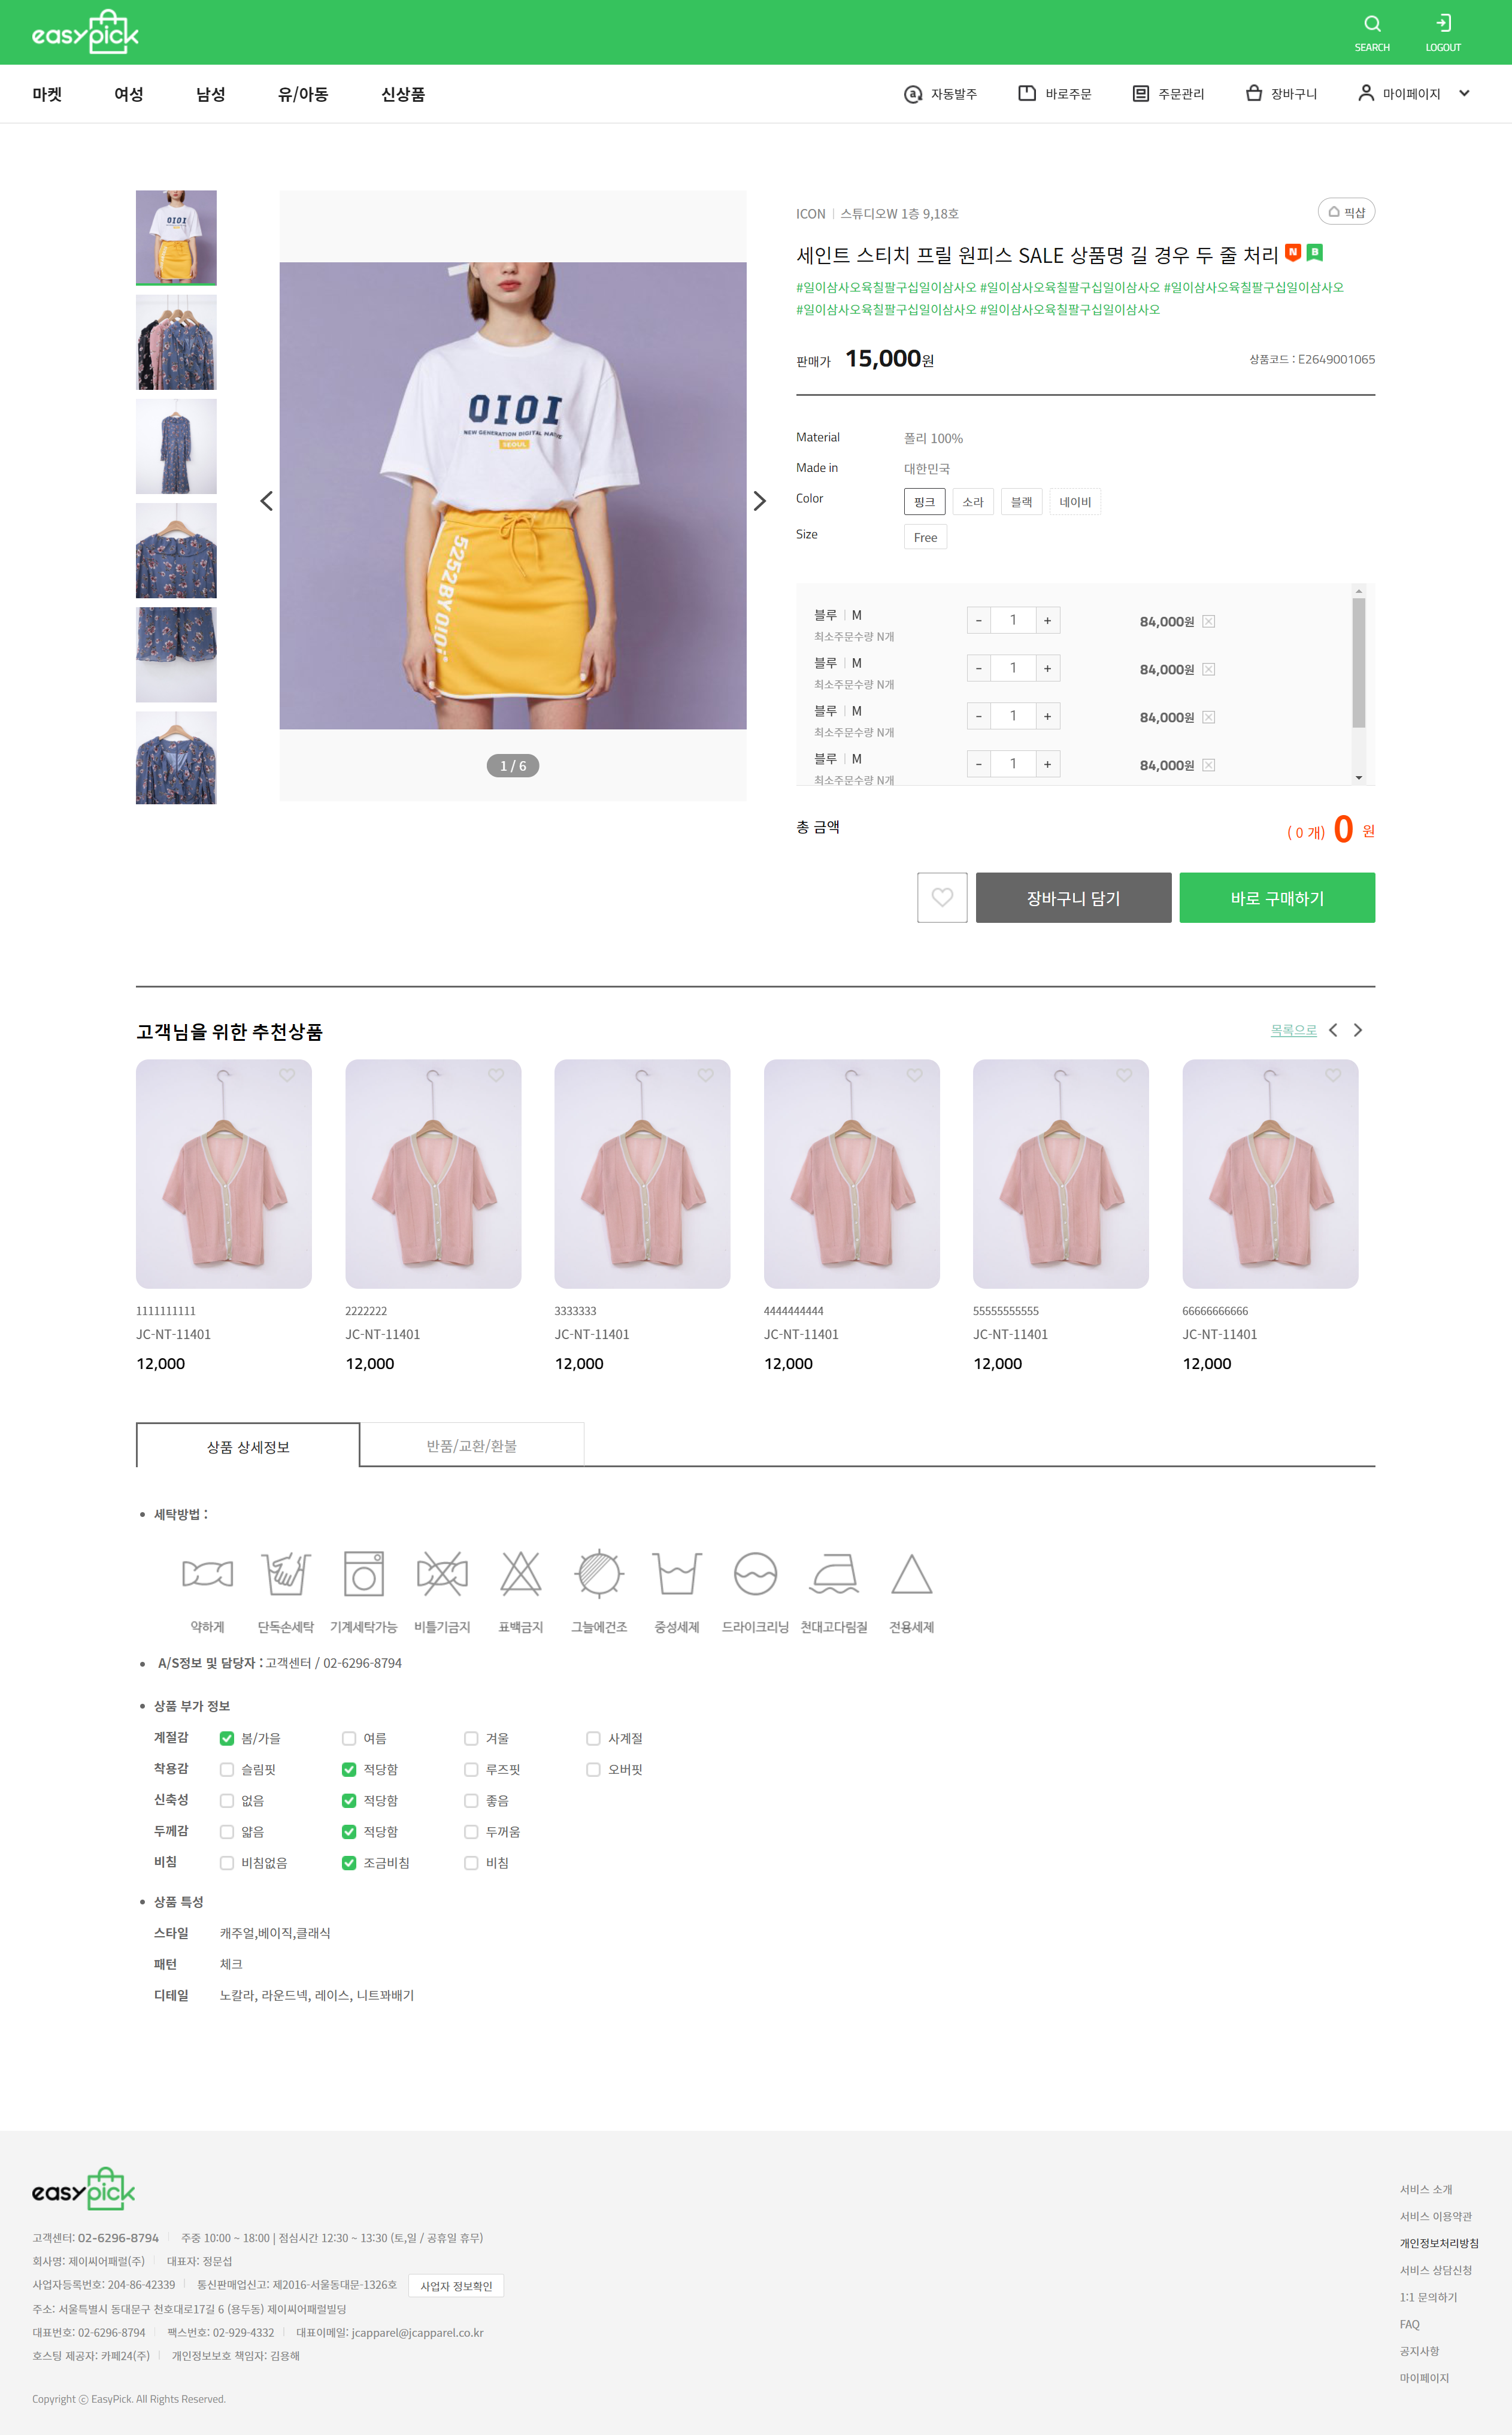 easypick
SEARCH
LOGOUT
마켓 여성 남성 유/아동 신상품
자동발주 바로주문 주문관리 장바구니 마이페이지
ICON | 스튜디오W 1층 9,18호
픽샵
세인트 스티치 프릴 원피스 SALE 상품명 길 경우 두 줄 처리 N B
#일이삼사오육칠팔구십일이삼사오 #일이삼사오육칠팔구십일이삼사오 #일이삼사오육칠팔구십일이삼사오
#일이삼사오육칠팔구십일이삼사오 #일이삼사오육칠팔구십일이삼사오
판매가 15,000원
상품코드 : E2649001065
Material 폴리 100%
Made in 대한민국
Color 핑크 소라 블랙 네이비
Size Free
OIOI
NEW GENERATION DIGITAL NATIVE
SEOUL
5252 BY OIOI
1 / 6
블루 | M - 1 + 84,000원
최소주문수량 N개
블루 | M - 1 + 84,000원
최소주문수량 N개
블루 | M - 1 + 84,000원
최소주문수량 N개
블루 | M - 1 + 84,000원
최소주문수량 N개
총 금액 ( 0 개) 0 원
장바구니 담기
바로 구매하기
고객님을 위한 추천상품
목록으로
1111111111 2222222 3333333 4444444444 55555555555 66666666666
JC-NT-11401 JC-NT-11401 JC-NT-11401 JC-NT-11401 JC-NT-11401 JC-NT-11401
12,000 12,000 12,000 12,000 12,000 12,000
상품 상세정보 반품/교환/환불
세탁방법 :
약하게 단독손세탁 기계세탁가능 비틀기금지 표백금지 그늘에건조 중성세제 드라이크리닝 천대고다림질 전용세제
A/S정보 및 담당자 : 고객센터 / 02-6296-8794
상품 부가 정보
계절감 봄/가을 여름 겨울 사계절
착용감 슬림핏 적당함 루즈핏 오버핏
신축성 없음 적당함 좋음
두께감 얇음 적당함 두꺼움
비침 비침없음 조금비침 비침
상품 특성
스타일 캐주얼,베이직,클래식
패턴 체크
디테일 노칼라, 라운드넥, 레이스, 니트꽈배기
easypick
고객센터: 02-6296-8794 | 주중 10:00 ~ 18:00 | 점심시간 12:30 ~ 13:30 (토,일 / 공휴일 휴무)
회사명: 제이씨어패럴(주) | 대표자: 정문섭
사업자등록번호: 204-86-42339 | 통신판매업신고: 제2016-서울동대문-1326호 사업자 정보확인
주소: 서울특별시 동대문구 천호대로17길 6 (용두동) 제이씨어패럴빌딩
대표번호: 02-6296-8794 | 팩스번호: 02-929-4332 | 대표이메일: jcapparel@jcapparel.co.kr
호스팅 제공자: 카페24(주) | 개인정보보호 책임자: 김용해
Copyright ⓒ EasyPick. All Rights Reserved.
서비스 소개
서비스 이용약관
개인정보처리방침
서비스 상담신청
1:1 문의하기
FAQ
공지사항
마이페이지